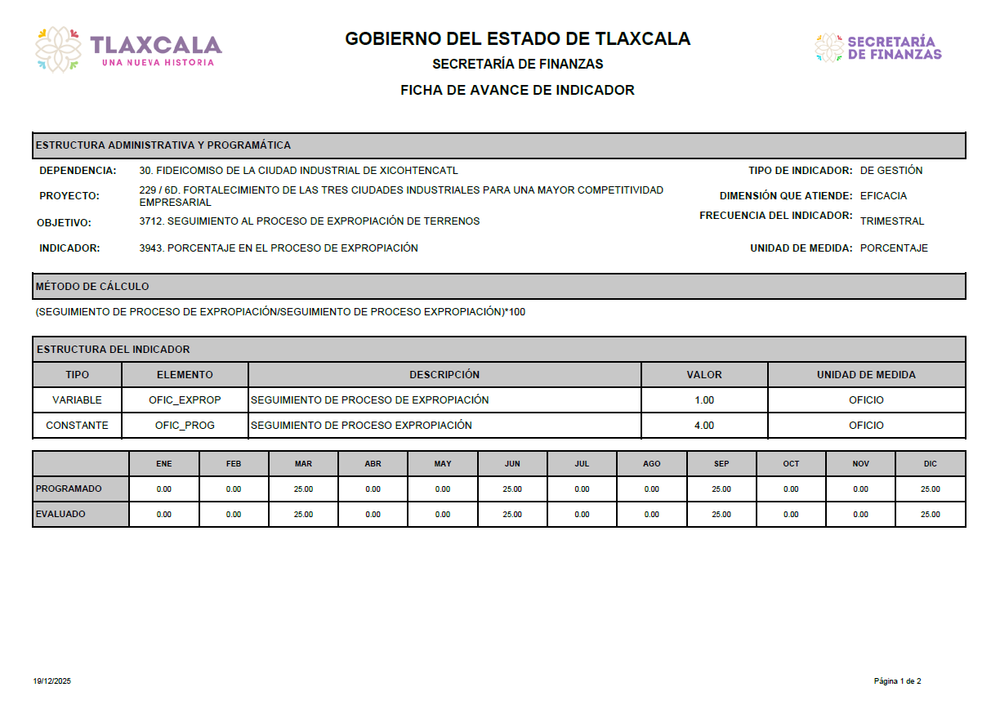 TLAXCALA
UNA NUEVA HISTORIA
GOBIERNO DEL ESTADO DE TLAXCALA
SECRETARÍA DE FINANZAS
FICHA DE AVANCE DE INDICADOR
SECRETARÍA
DE FINANZAS
ESTRUCTURA ADMINISTRATIVA Y PROGRAMÁTICA
DEPENDENCIA: 30. FIDEICOMISO DE LA CIUDAD INDUSTRIAL DE XICOHTENCATL TIPO DE INDICADOR: DE GESTIÓN
PROYECTO: 229 / 6D. FORTALECIMIENTO DE LAS TRES CIUDADES INDUSTRIALES PARA UNA MAYOR COMPETITIVIDAD
EMPRESARIAL
DIMENSIÓN QUE ATIENDE: EFICACIA
OBJETIVO: 3712. SEGUIMIENTO AL PROCESO DE EXPROPIACIÓN DE TERRENOS FRECUENCIA DEL INDICADOR: TRIMESTRAL
INDICADOR: 3943. PORCENTAJE EN EL PROCESO DE EXPROPIACIÓN UNIDAD DE MEDIDA: PORCENTAJE
MÉTODO DE CÁLCULO
(SEGUIMIENTO DE PROCESO DE EXPROPIACIÓN/SEGUIMIENTO DE PROCESO EXPROPIACIÓN)*100
ESTRUCTURA DEL INDICADOR
TIPO ELEMENTO DESCRIPCIÓN VALOR UNIDAD DE MEDIDA
VARIABLE OFIC_EXPROP SEGUIMIENTO DE PROCESO DE EXPROPIACIÓN 1.00 OFICIO
CONSTANTE OFIC_PROG SEGUIMIENTO DE PROCESO EXPROPIACIÓN 4.00 OFICIO
ENE FEB MAR ABR MAY JUN JUL AGO SEP OCT NOV DIC
PROGRAMADO 0.00 0.00 25.00 0.00 0.00 25.00 0.00 0.00 25.00 0.00 0.00 25.00
EVALUADO 0.00 0.00 25.00 0.00 0.00 25.00 0.00 0.00 25.00 0.00 0.00 25.00
19/12/2025 Página 1 de 2